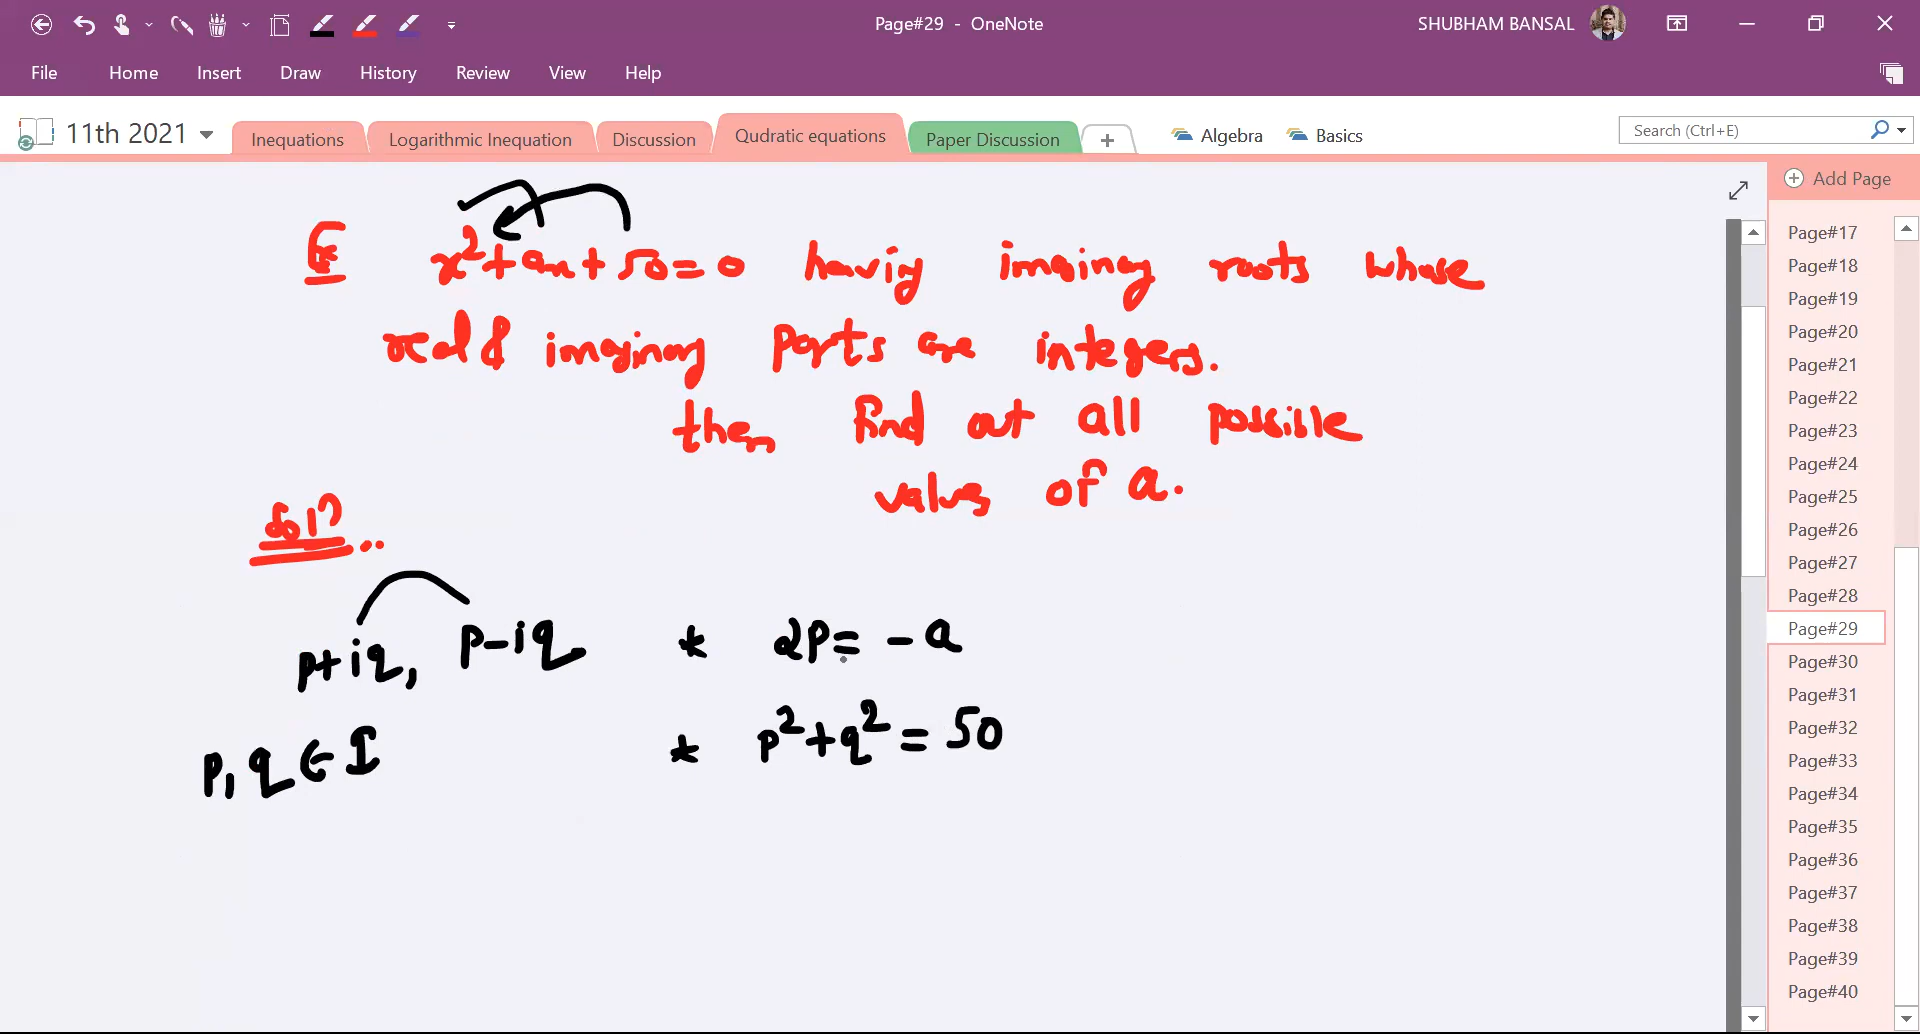 Page#29 - OneNote
SHUBHAM BANSAL
File Home Insert Draw History Review View Help
11th 2021
Inequations
Logarithmic Inequation
Discussion
Qudratic equations
Paper Discussion
+
Algebra
Basics
Search (Ctrl+E)
Add Page
Ex x²+ax+50=0 having imaginary roots whose
real & imaginary parts are integers.
then find out all possible
values of a.
Solⁿ..
p+iq, p-iq * 2p = -a
p, q ∈ I * p²+q² = 50
Page#17
Page#18
Page#19
Page#20
Page#21
Page#22
Page#23
Page#24
Page#25
Page#26
Page#27
Page#28
Page#29
Page#30
Page#31
Page#32
Page#33
Page#34
Page#35
Page#36
Page#37
Page#38
Page#39
Page#40